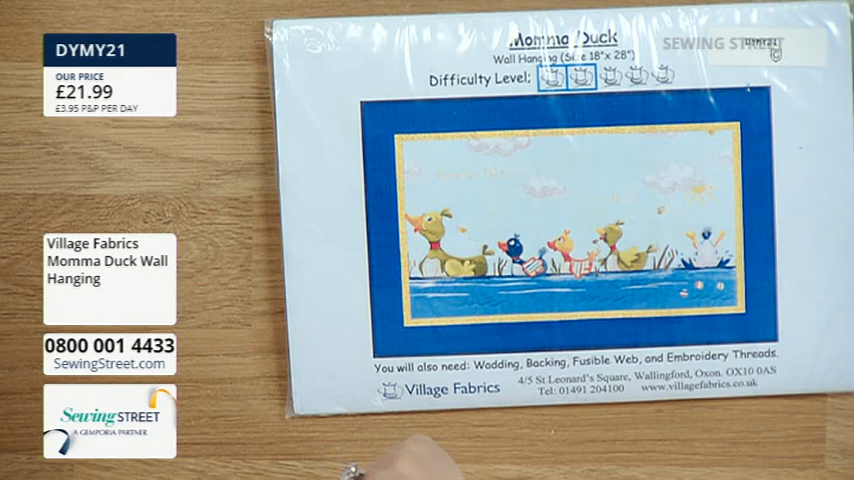 DYMY21
OUR PRICE
£21.99
£3.95 P&P PER DAY
Village Fabrics
Momma Duck Wall
Hanging
0800 001 4433
SewingStreet.com
Sewing STREET
A GEMPORIA PARTNER
Momma Duck
SEWING STREET
DYMY21
Wall Hanging (Size 18"x 28")
Difficulty Level:
You will also need: Wadding, Backing, Fusible Web, and Embroidery Threads.
Village Fabrics
4/5 St Leonard's Square, Wallingford, Oxon. OX10 0AS
Tel: 01491 204100 www.villagefabrics.co.uk